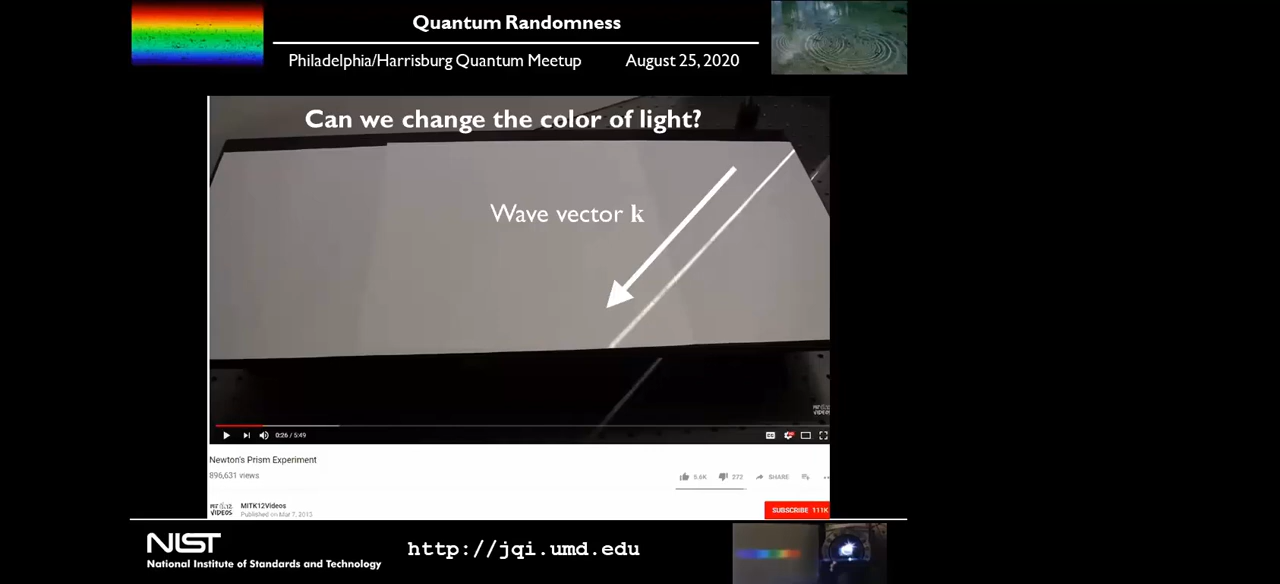 Quantum Randomness
Philadelphia/Harrisburg Quantum Meetup August 25, 2020
Can we change the color of light?
Wave vector k
0:26 / 5:49
Newton's Prism Experiment
896,631 views
5.6K 272 SHARE
MITK12Videos
Published on Mar 7, 2013
SUBSCRIBE 111K
NIST
National Institute of Standards and Technology
http://jqi.umd.edu